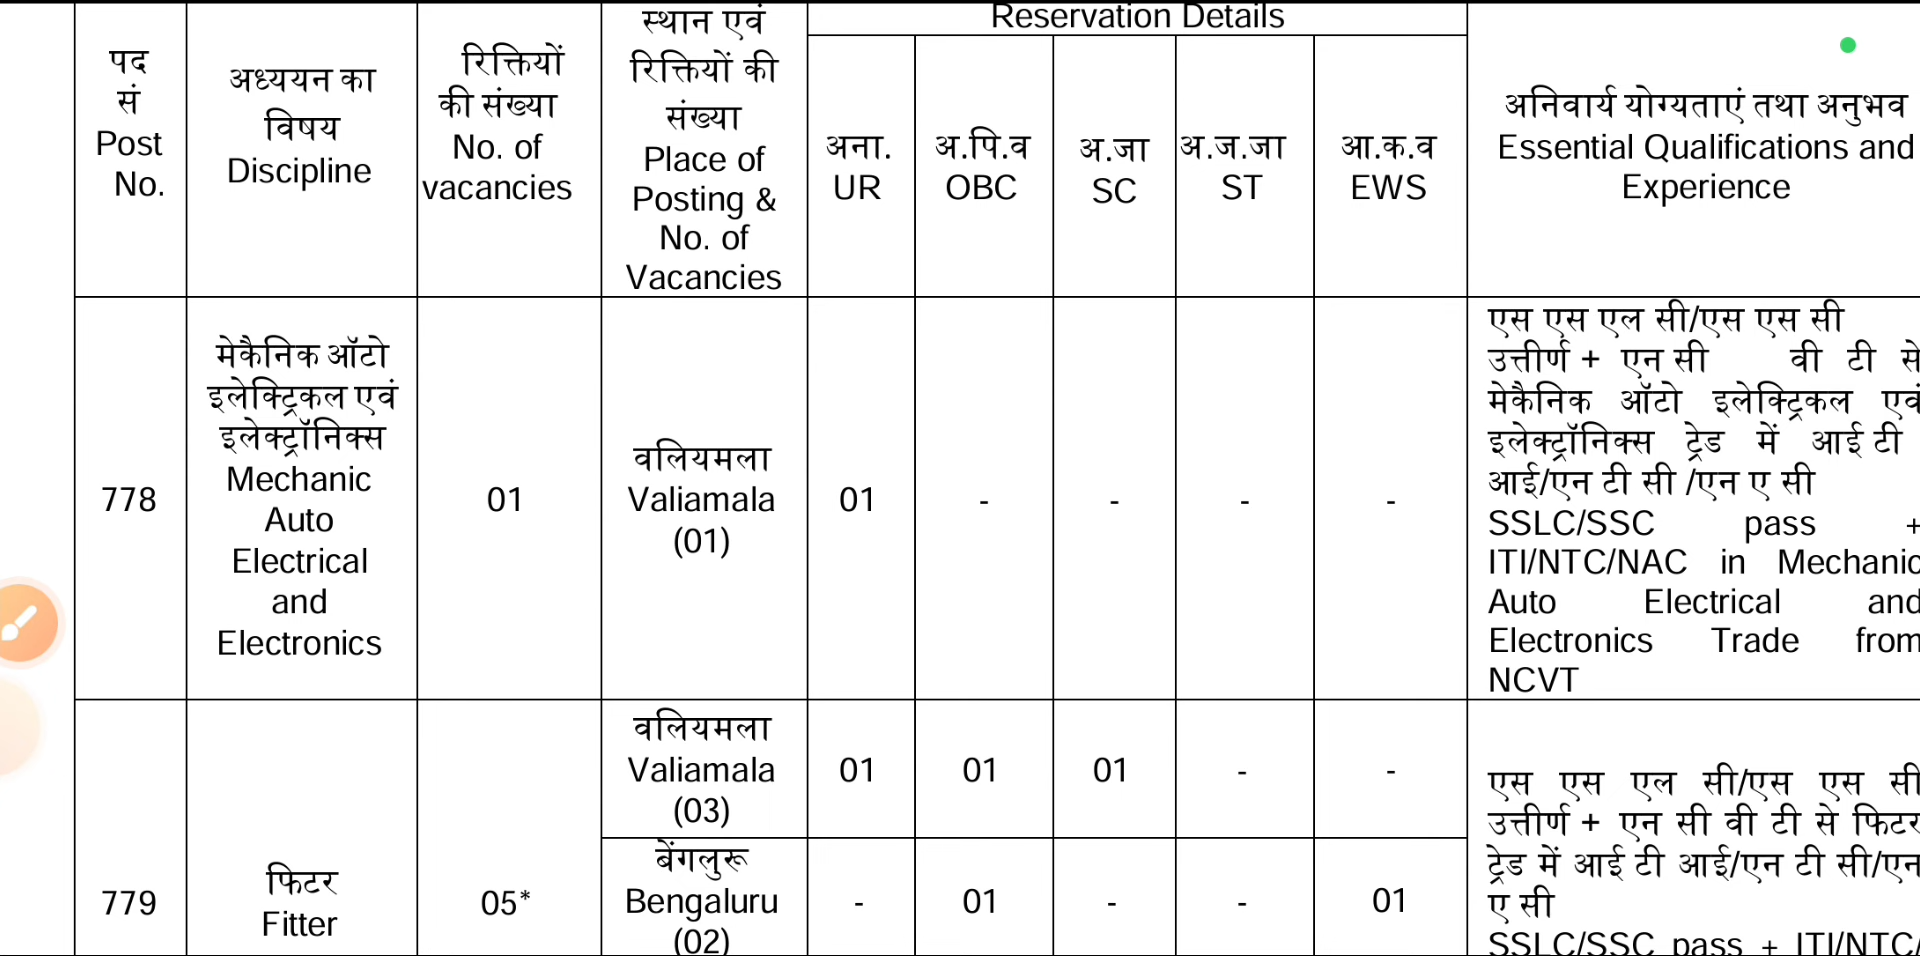 पद
सं
Post
No.
अध्ययन का
विषय
Discipline
रिक्तियों
की संख्या
No. of
vacancies
स्थान एवं
रिक्तियों की
संख्या
Place of
Posting &
No. of
Vacancies
Reservation Details
अना.
UR
अ.पि.व
OBC
अ.जा
SC
अ.ज.जा
ST
आ.क.व
EWS
अनिवार्य योग्यताएं तथा अनुभव
Essential Qualifications and
Experience
778
मेकैनिक ऑटो
इलेक्ट्रिकल एवं
इलेक्ट्रॉनिक्स
Mechanic
Auto
Electrical
and
Electronics
01
वलियमला
Valiamala
(01)
01
-
-
-
-
एस एस एल सी/एस एस सी
उत्तीर्ण + एन सी वी टी से
मेकैनिक ऑटो इलेक्ट्रिकल एवं
इलेक्ट्रॉनिक्स ट्रेड में आई टी
आई/एन टी सी /एन ए सी
SSLC/SSC pass +
ITI/NTC/NAC in Mechanic
Auto Electrical and
Electronics Trade from
NCVT
779
फिटर
Fitter
05*
वलियमला
Valiamala
(03)
01
01
01
-
-
बेंगलुरू
Bengaluru
(02)
-
01
-
-
01
एस एस एल सी/एस एस सी
उत्तीर्ण + एन सी वी टी से फिटर
ट्रेड में आई टी आई/एन टी सी/एन
ए सी
SSLC/SSC pass + ITI/NTC/